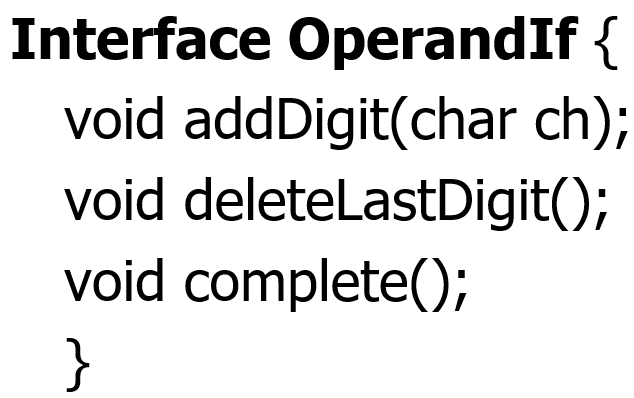 Interface OperandIf {
void addDigit(char ch);
void deleteLastDigit();
void complete();
}